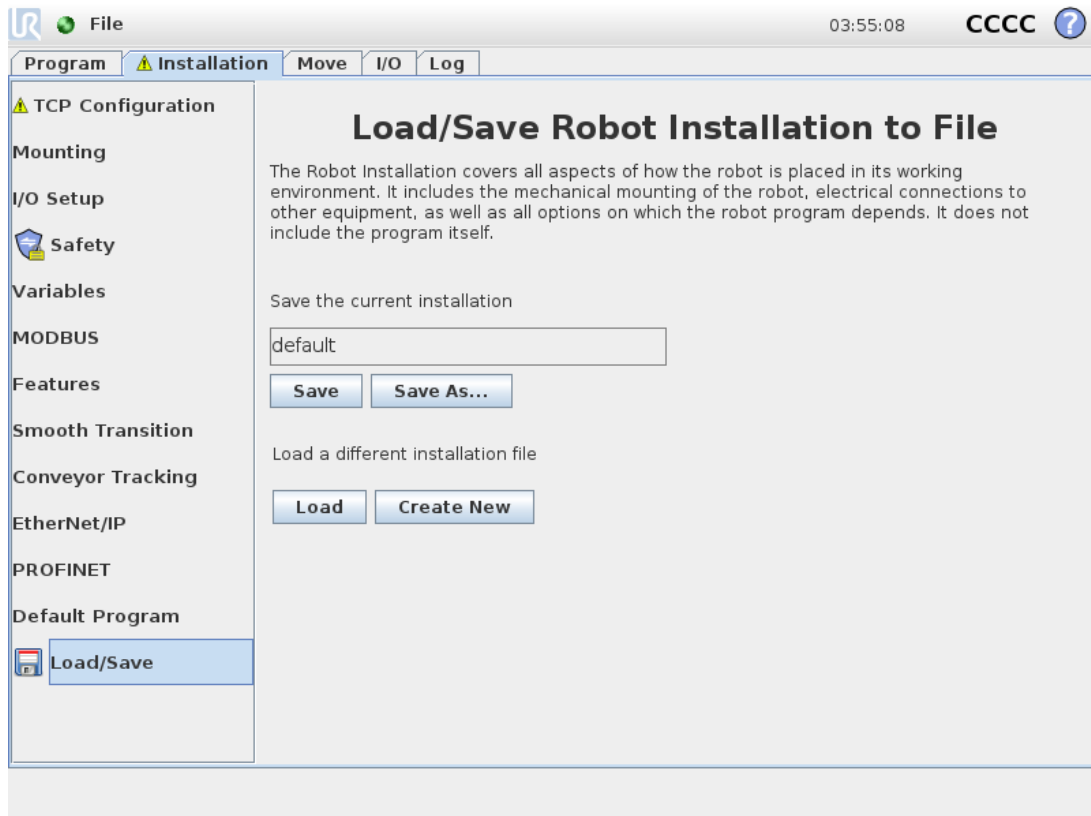 UR File 03:55:08 CCCC ?
Program Installation Move I/O Log
TCP Configuration
Mounting
I/O Setup
Safety
Variables
MODBUS
Features
Smooth Transition
Conveyor Tracking
EtherNet/IP
PROFINET
Default Program
Load/Save
Load/Save Robot Installation to File
The Robot Installation covers all aspects of how the robot is placed in its working
environment. It includes the mechanical mounting of the robot, electrical connections to
other equipment, as well as all options on which the robot program depends. It does not
include the program itself.
Save the current installation
default
Save Save As...
Load a different installation file
Load Create New